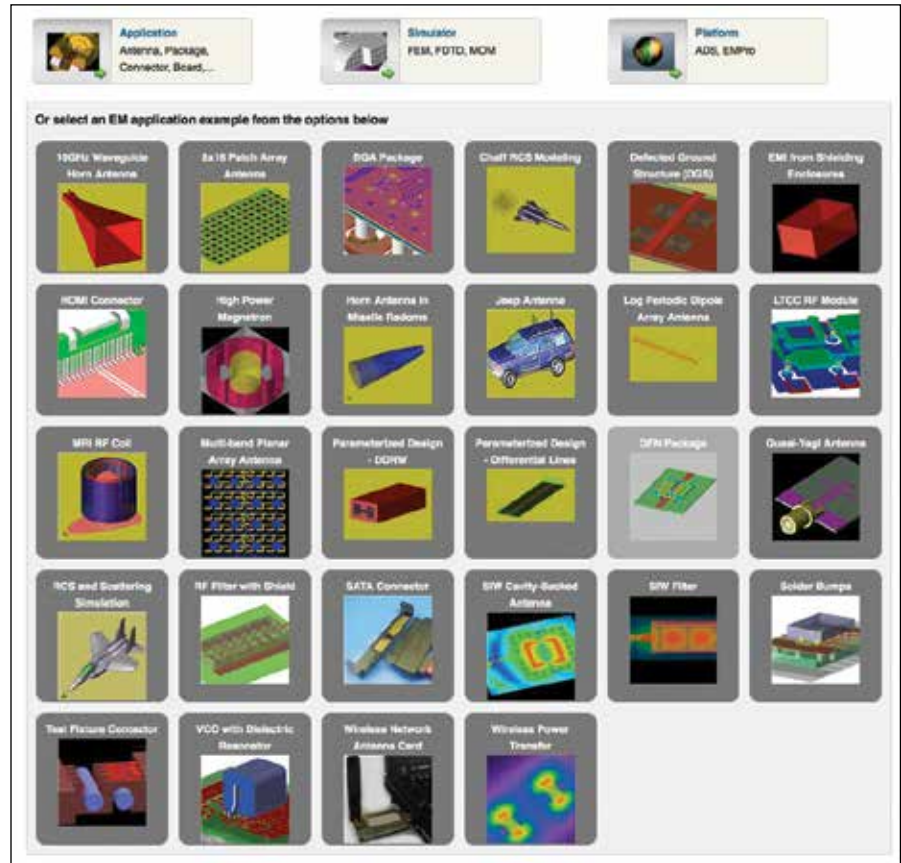 Application
Antenna, Package,
Connector, Board,...
Simulator
FEM, FDTD, MOM
Platform
ADS, EMPro
Or select an EM application example from the options below
10GHz Waveguide
Horn Antenna
8x16 Patch Array
Antenna
BGA Package
Chaff RCS Modeling
Defected Ground
Structure (DGS)
EMI from Shielding
Enclosures
HDMI Connector
High Power
Magnetron
Horn Antenna in
Missile Radome
Jeep Antenna
Log Periodic Dipole
Array Antenna
LTCC RF Module
MRI RF Coil
Multi-band Planar
Array Antenna
Parameterized Design
- DDRW
Parameterized Design
- Differential Lines
QFN Package
Quasi-Yagi Antenna
RCS and Scattering
Simulation
RF Filter with Shield
SATA Connector
SIW Cavity-Backed
Antenna
SIW Filter
Solder Bumps
Test Fixture Connector
VCO with Dielectric
Resonator
Wireless Network
Antenna Card
Wireless Power
Transfer